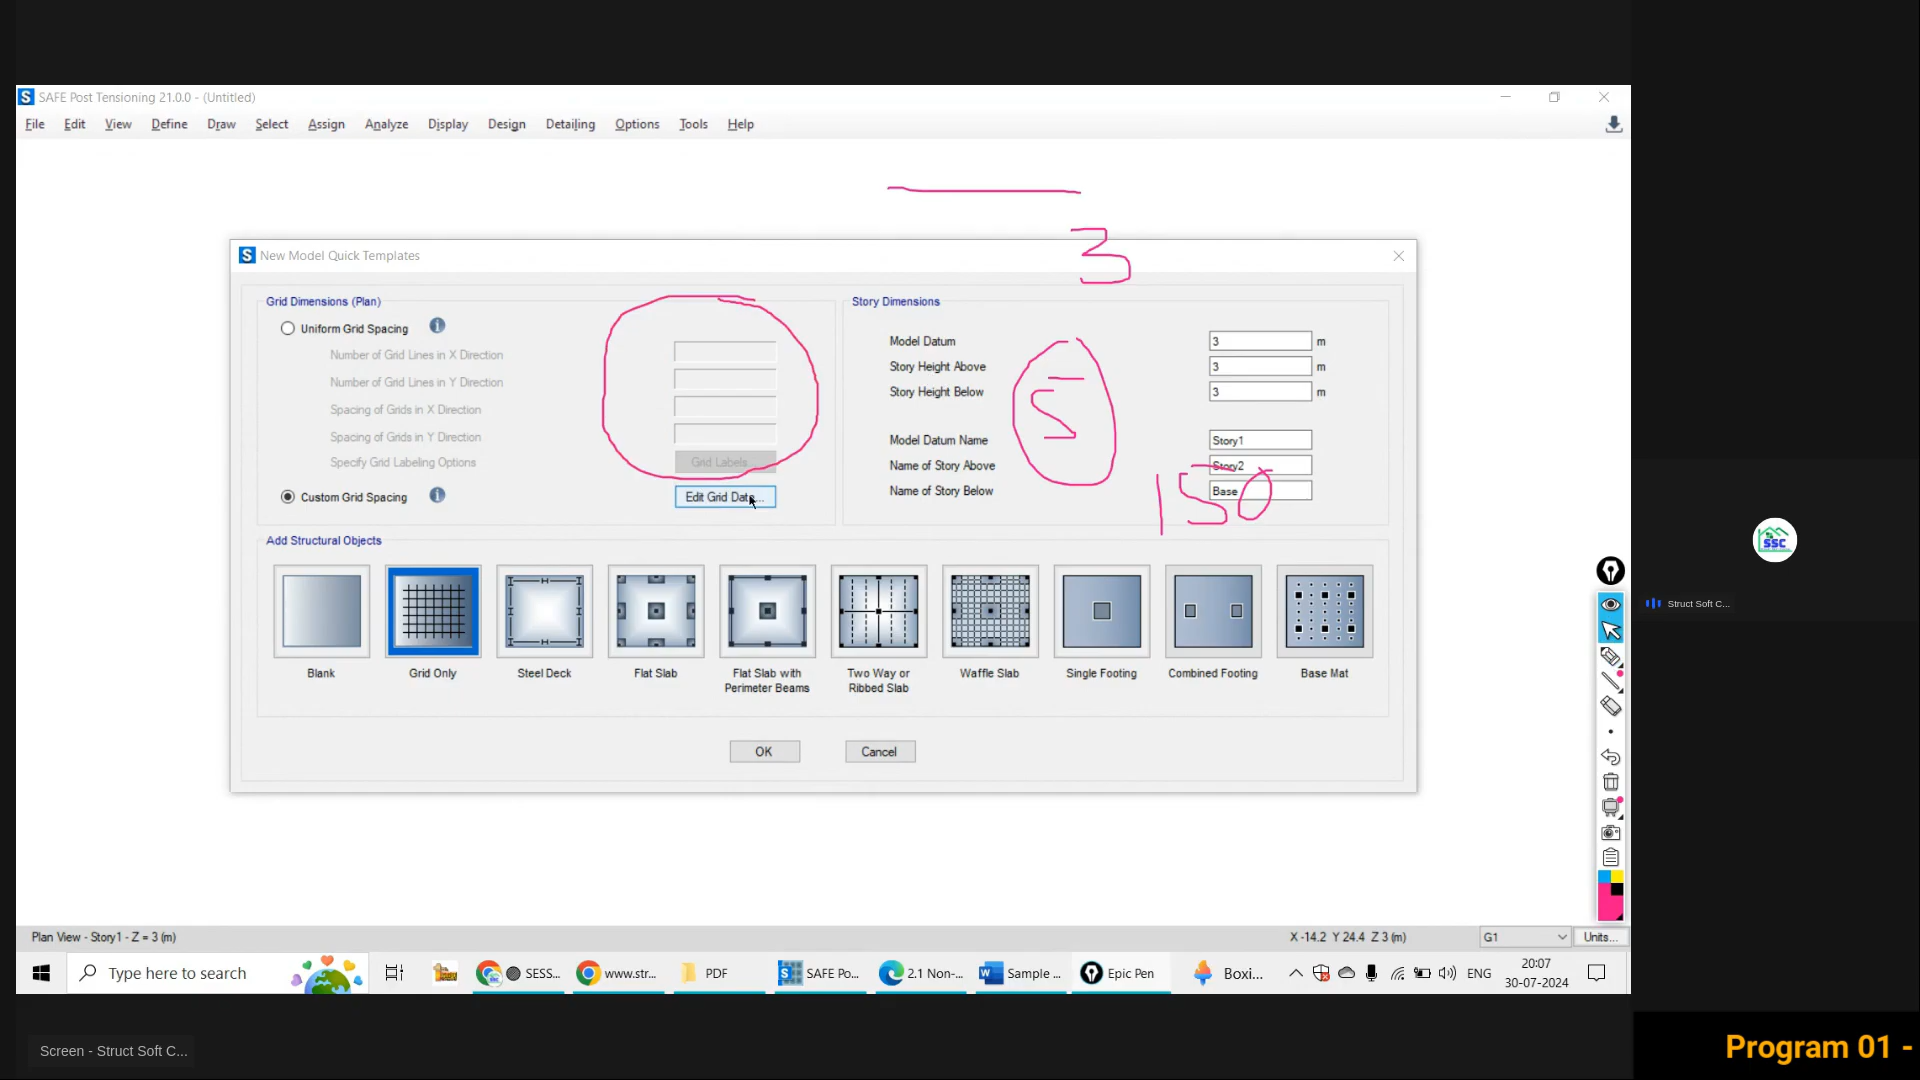 SAFE Post Tensioning 21.0.0 - (Untitled)
File Edit View Define Draw Select Assign Analyze Display Design Detailing Options Tools Help
3
New Model Quick Templates
Grid Dimensions (Plan)
Uniform Grid Spacing
Number of Grid Lines in X Direction
Number of Grid Lines in Y Direction
Spacing of Grids in X Direction
Spacing of Grids in Y Direction
Specify Grid Labeling Options
Grid Labels...
Custom Grid Spacing
Edit Grid Data...
Story Dimensions
Model Datum 3 m
Story Height Above 3 m
Story Height Below 3 m
5
Model Datum Name Story1
Name of Story Above Story2
Name of Story Below Base
150
Add Structural Objects
Blank
Grid Only
Steel Deck
Flat Slab
Flat Slab with
Perimeter Beams
Two Way or
Ribbed Slab
Waffle Slab
Single Footing
Combined Footing
Base Mat
OK Cancel
SSC
Struct Soft C...
Plan View - Story1 - Z = 3 (m)
X -14.2 Y 24.4 Z 3 (m)
G1
Units...
Type here to search
SESS...
www.str...
PDF
SAFE Po...
2.1 Non-...
Sample ...
Epic Pen
Boxi...
ENG
20:07
30-07-2024
Screen - Struct Soft C...
Program 01 -